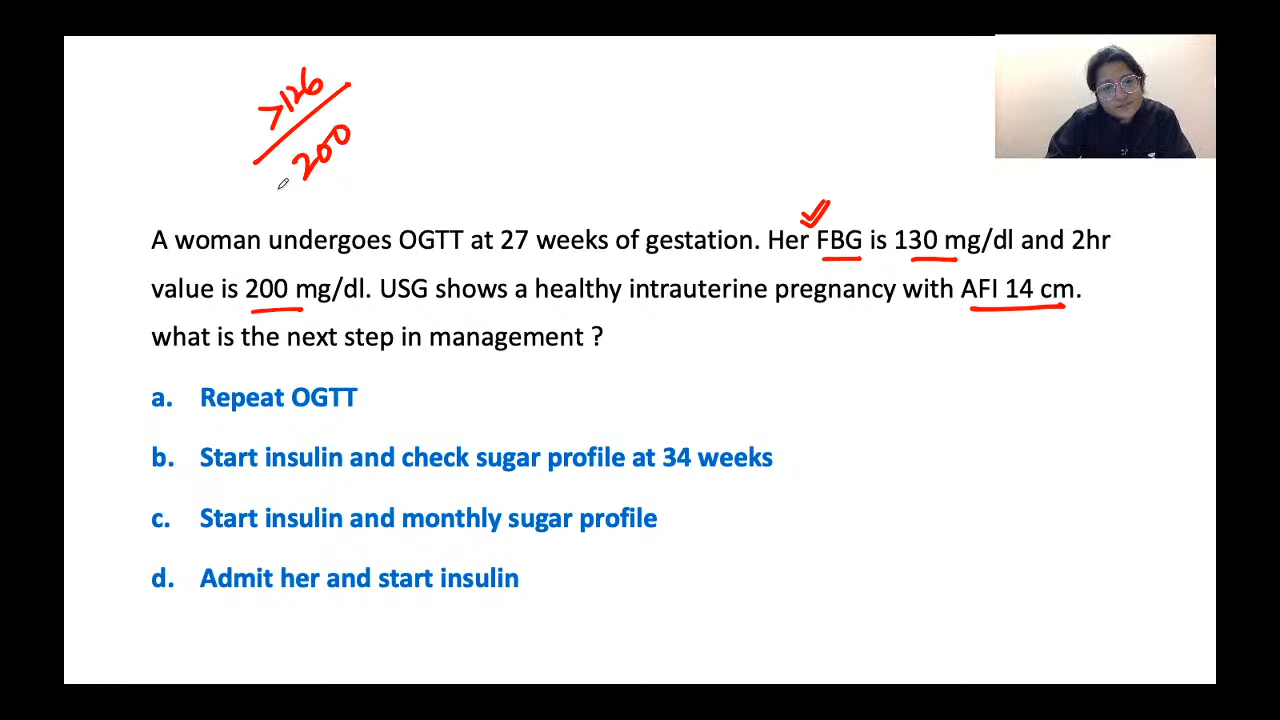 >126
200
A woman undergoes OGTT at 27 weeks of gestation. Her FBG is 130 mg/dl and 2hr
value is 200 mg/dl. USG shows a healthy intrauterine pregnancy with AFI 14 cm.
what is the next step in management ?
a. Repeat OGTT
b. Start insulin and check sugar profile at 34 weeks
c. Start insulin and monthly sugar profile
d. Admit her and start insulin